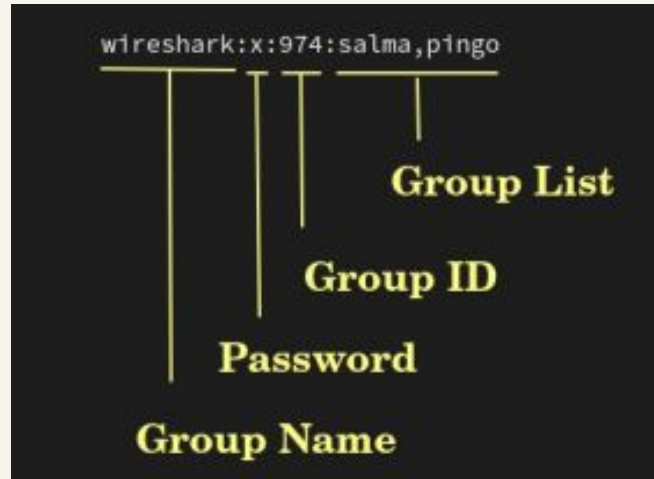 wireshark:x:974:salma,pingo
Group List
Group ID
Password
Group Name